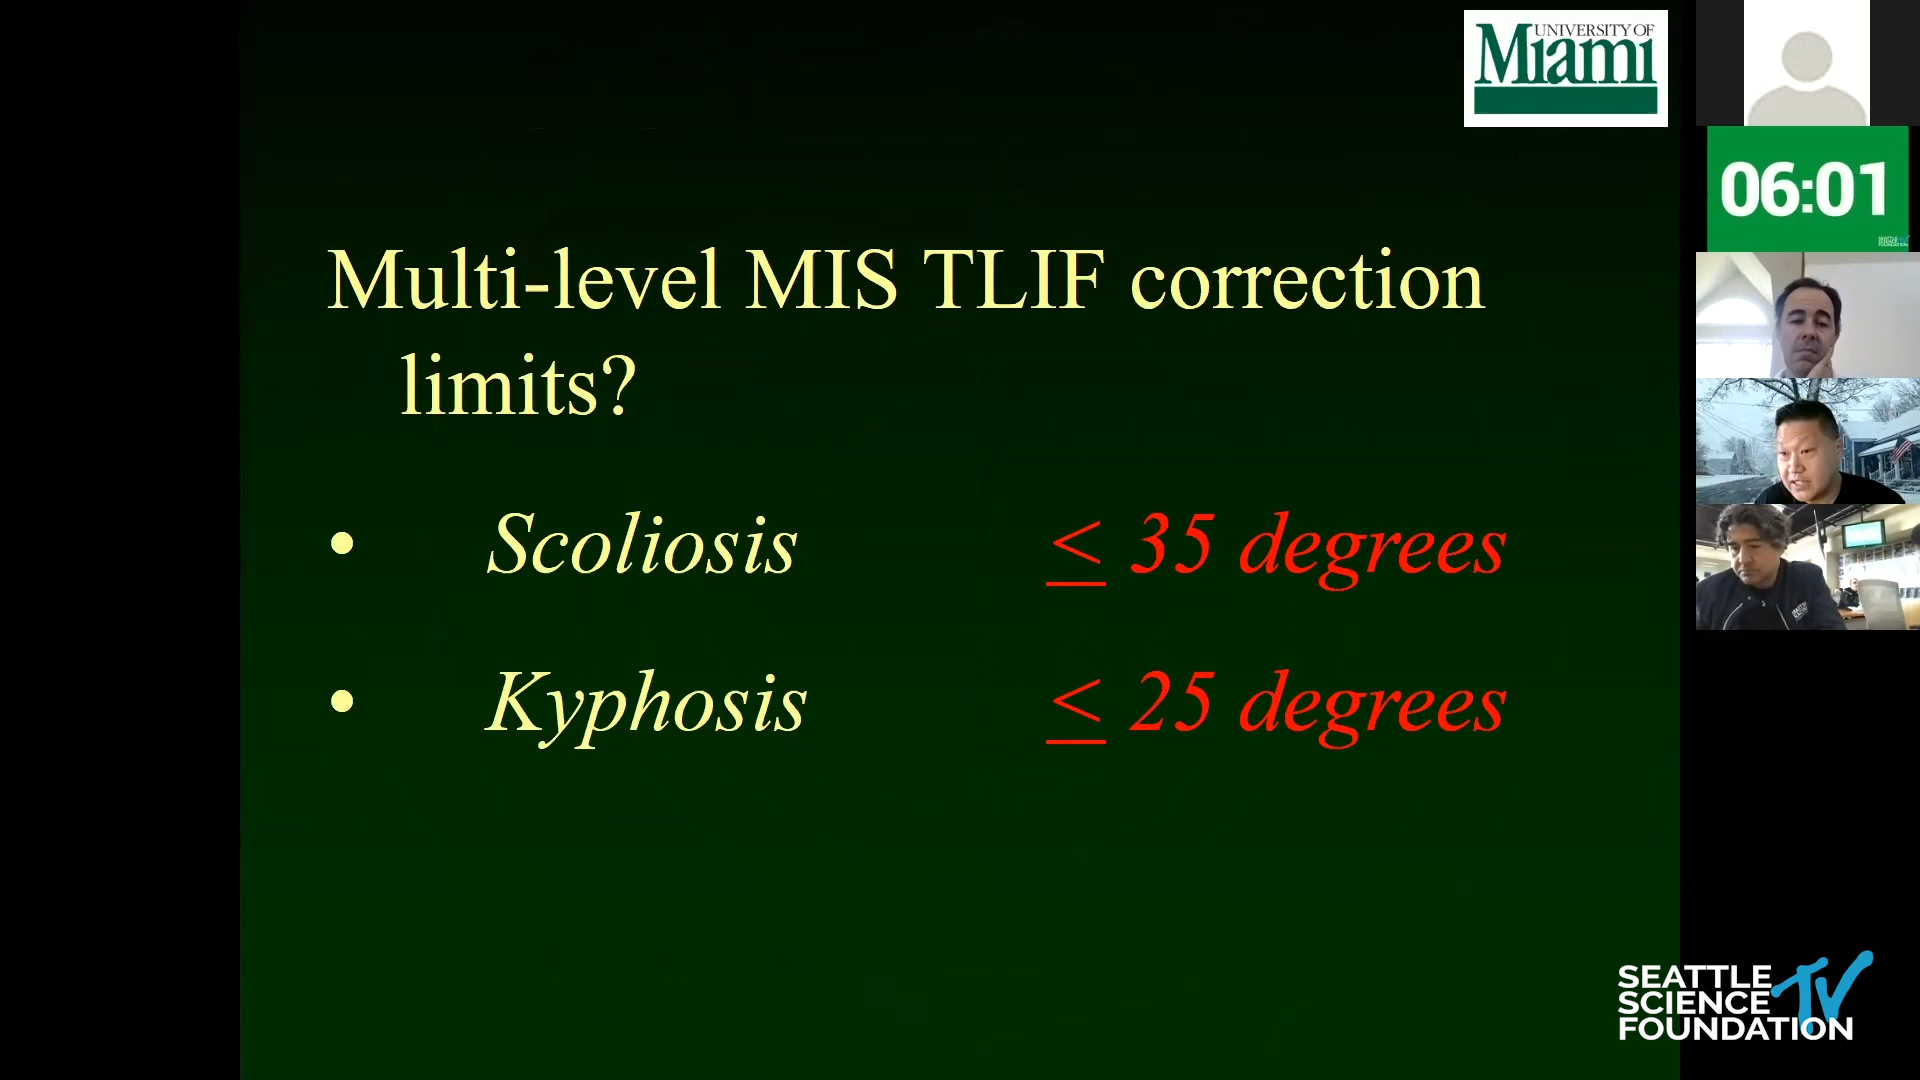 UNIVERSITY OF
Miami
06:01
Multi-level MIS TLIF correction
limits?
• Scoliosis ≤ 35 degrees
• Kyphosis ≤ 25 degrees
SEATTLE
SCIENCE TV
FOUNDATION